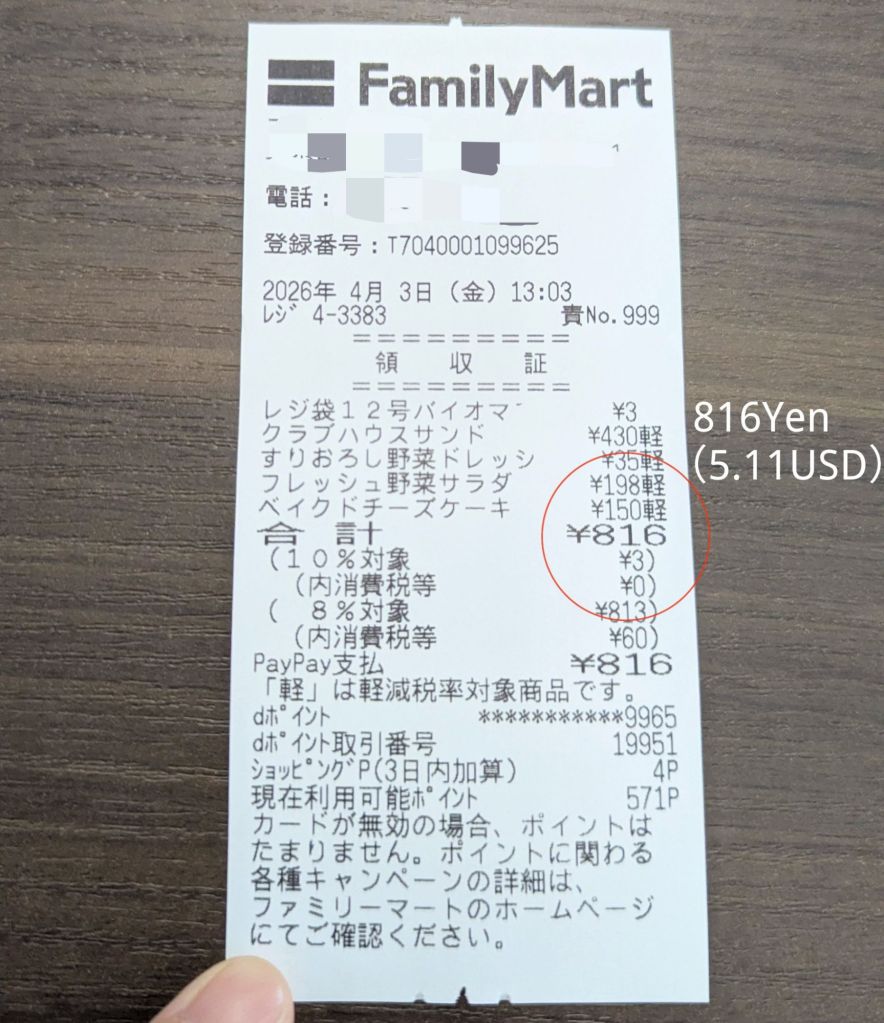 FamilyMart
電話:
登録番号:T7040001099625
2026年 4月 3日(金)13:03
レジ 4-3383 責No.999
=========
領 収 証
=========
レジ袋12号バイオマ ¥3
クラブハウスサンド ¥430軽
すりおろし野菜ドレッシ ¥35軽
フレッシュ野菜サラダ ¥198軽
ベイクドチーズケーキ ¥150軽
合 計 ¥816
(10%対象 ¥3)
(内消費税等 ¥0)
( 8%対象 ¥813)
(内消費税等 ¥60)
PayPay支払 ¥816
「軽」は軽減税率対象商品です。
dポイント ***********9965
dポイント取引番号 19951
ショッピングP(3日内加算) 4P
現在利用可能ポイント 571P
カードが無効の場合、ポイントは
たまりません。ポイントに関わる
各種キャンペーンの詳細は、
ファミリーマートのホームページ
にてご確認ください。
816Yen
(5.11USD)